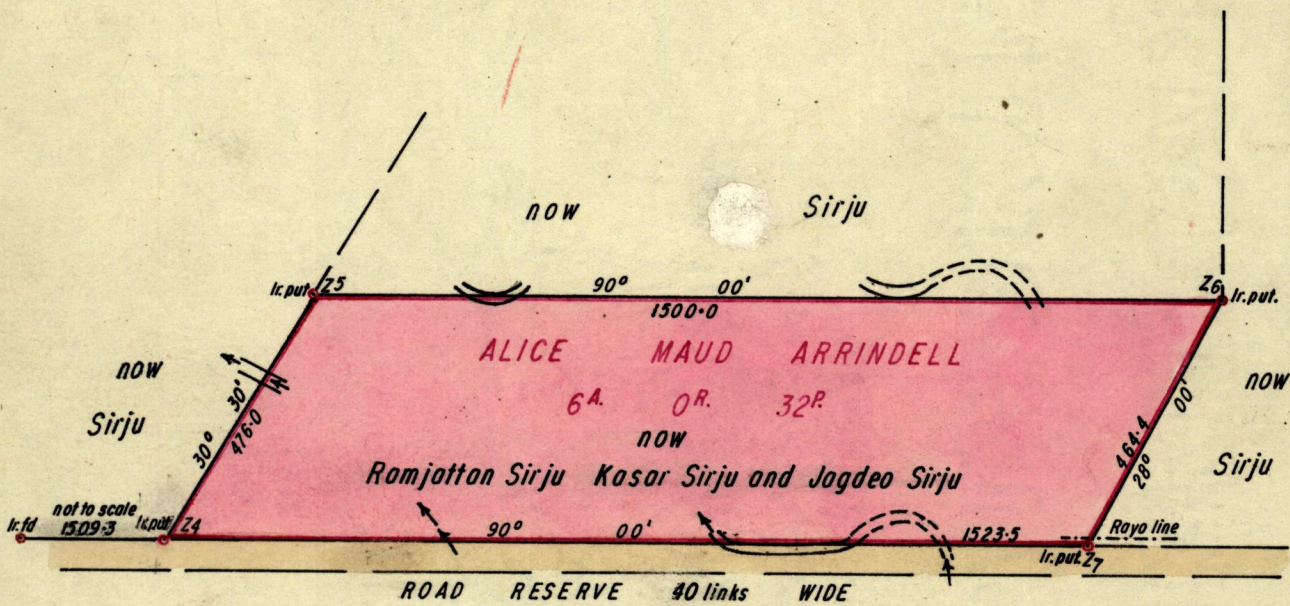 now Sirju
Ir. put Z5
90° 00'
Z6 Ir. put.
1500·0
ALICE MAUD ARRINDELL
6A. 0R. 32P.
now
Ramjattan Sirju Kasar Sirju and Jagdeo Sirju
now
Sirju
30° 30'
476·0
464·4
28° 00'
now
Sirju
not to scale
Ir. fd 1509·3 Ir. put Z4
90° 00' 1523·5
Rayo line
Ir. put. Z7
ROAD RESERVE 40 links WIDE